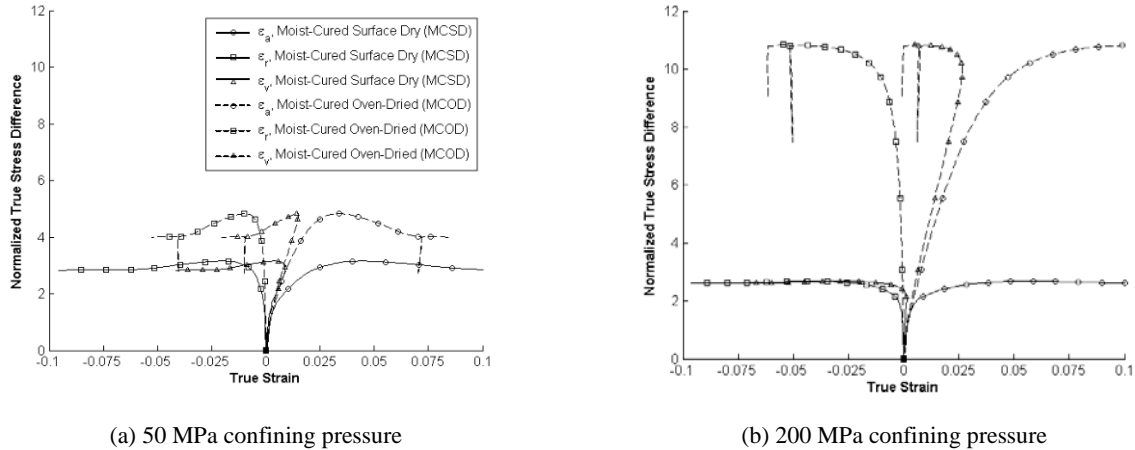 12
10
8
6
4
2
0
Normalized True Stress Difference
εa, Moist-Cured Surface Dry (MCSD)
εr, Moist-Cured Surface Dry (MCSD)
εv, Moist-Cured Surface Dry (MCSD)
εa, Moist-Cured Oven-Dried (MCOD)
εr, Moist-Cured Oven-Dried (MCOD)
εv, Moist-Cured Oven-Dried (MCOD)
-0.1 -0.075 -0.05 -0.025 0 0.025 0.05 0.075 0.1
True Strain
(a) 50 MPa confining pressure
12
10
8
6
4
2
0
Normalized True Stress Difference
-0.1 -0.075 -0.05 -0.025 0 0.025 0.05 0.075 0.1
True Strain
(b) 200 MPa confining pressure